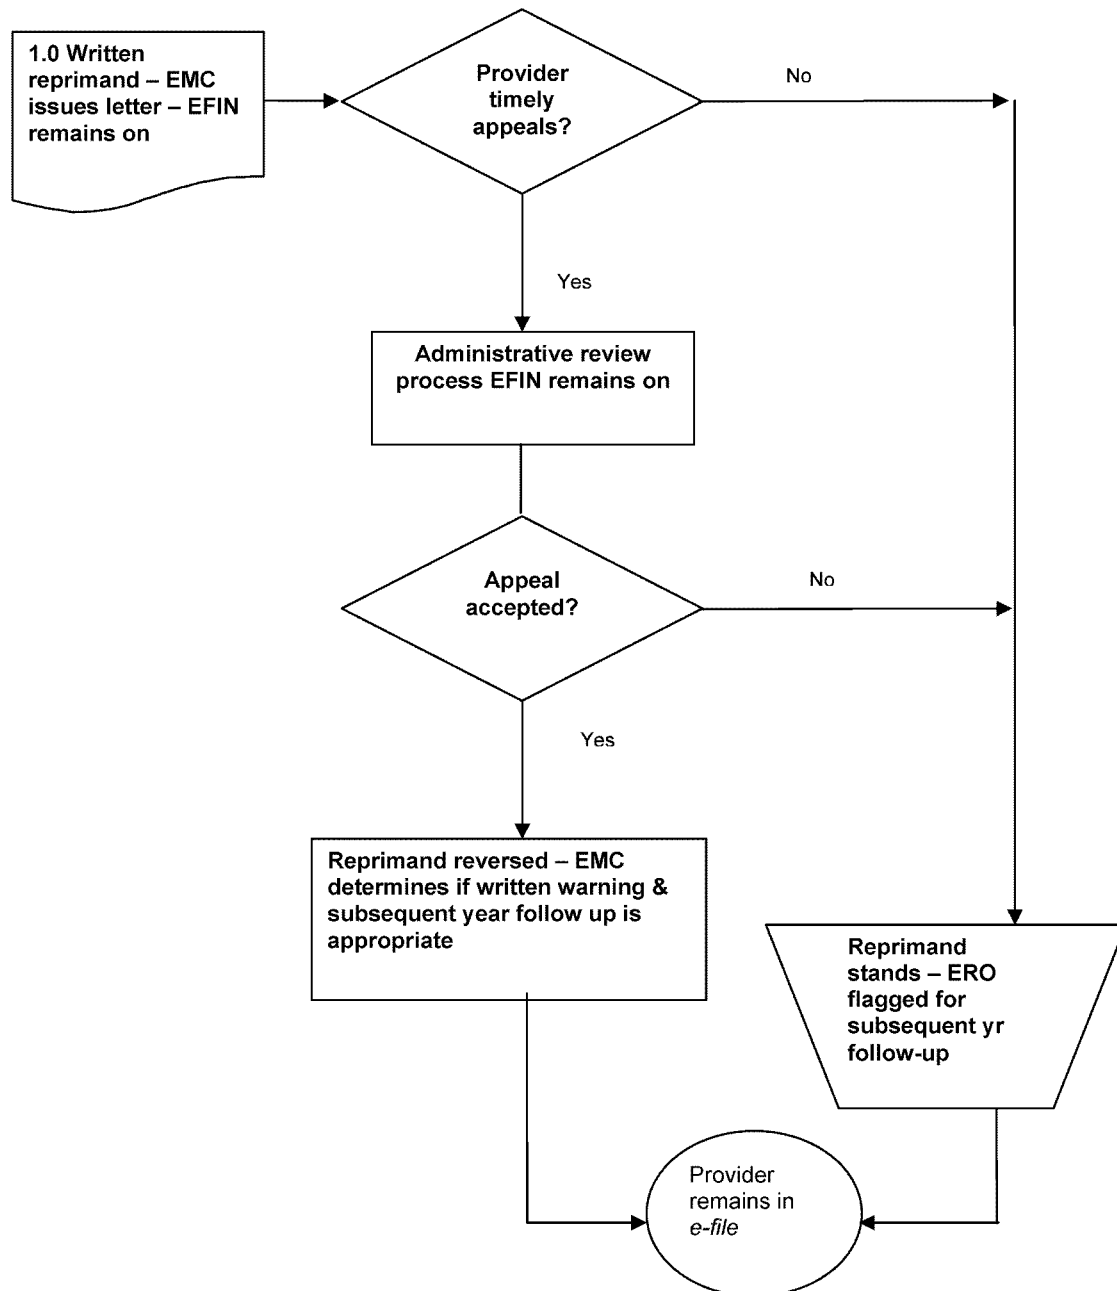 1.0 Written
reprimand – EMC
issues letter – EFIN
remains on
Provider
timely
appeals?
No
Yes
Administrative review
process EFIN remains on
Appeal
accepted?
No
Yes
Reprimand reversed – EMC
determines if written warning &
subsequent year follow up is
appropriate
Reprimand
stands – ERO
flagged for
subsequent yr
follow-up
Provider
remains in
e-file